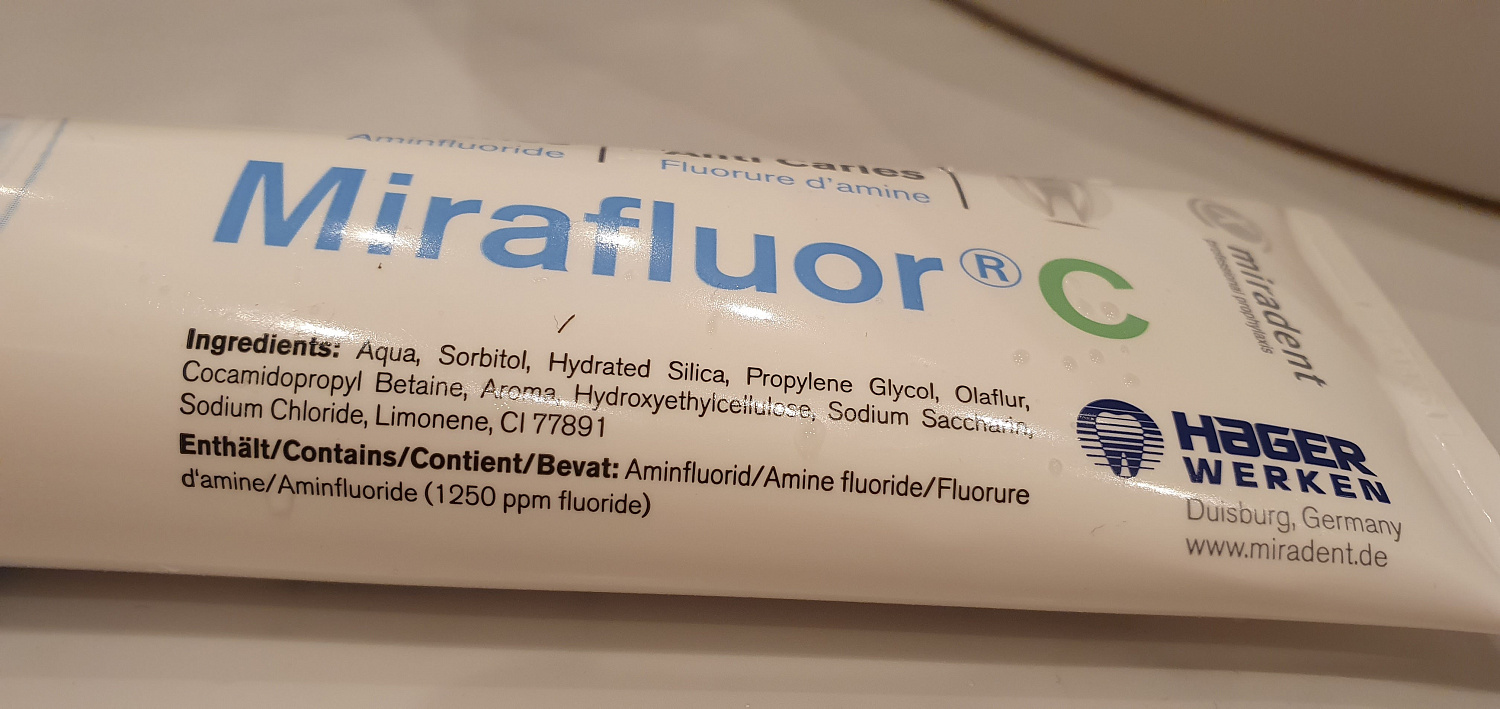 Aminfluoride | Anti Caries
Fluorure d'amine |
Mirafluor® C
miradent
professional prophylaxis
Ingredients: Aqua, Sorbitol, Hydrated Silica, Propylene Glycol, Olaflur,
Cocamidopropyl Betaine, Aroma, Hydroxyethylcellulose, Sodium Saccharin,
Sodium Chloride, Limonene, CI 77891
Enthält/Contains/Contient/Bevat: Aminfluorid/Amine fluoride/Fluorure
d'amine/Aminfluoride (1250 ppm fluoride)
HAGER
WERKEN
Duisburg, Germany
www.miradent.de